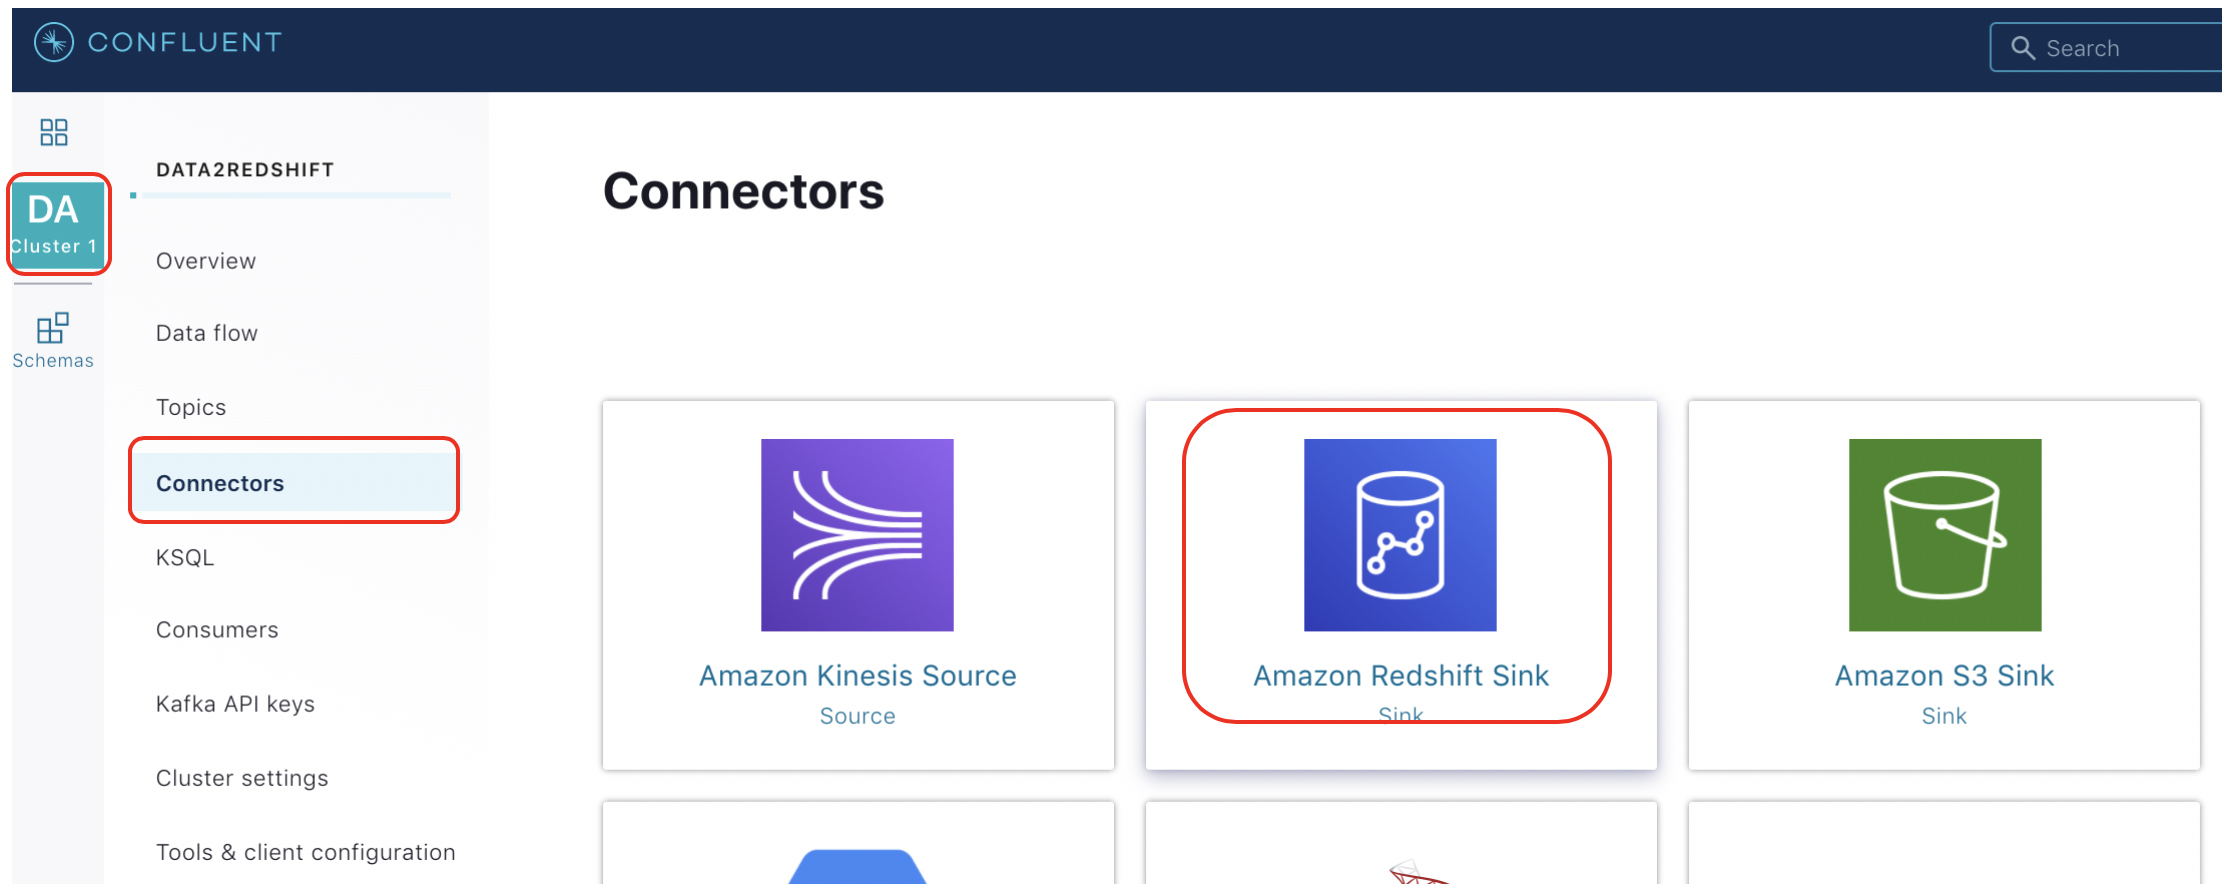 CONFLUENT
Search
DA
Cluster 1
Schemas
DATA2REDSHIFT
Overview
Data flow
Topics
Connectors
KSQL
Consumers
Kafka API keys
Cluster settings
Tools & client configuration
Connectors
Amazon Kinesis Source
Source
Amazon Redshift Sink
Sink
Amazon S3 Sink
Sink